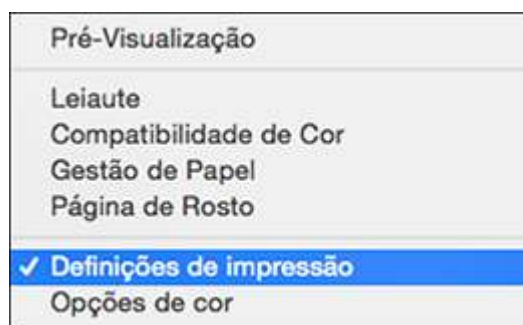 Pré-Visualização
Leiaute
Compatibilidade de Cor
Gestão de Papel
Página de Rosto
✓ Definições de impressão
Opções de cor